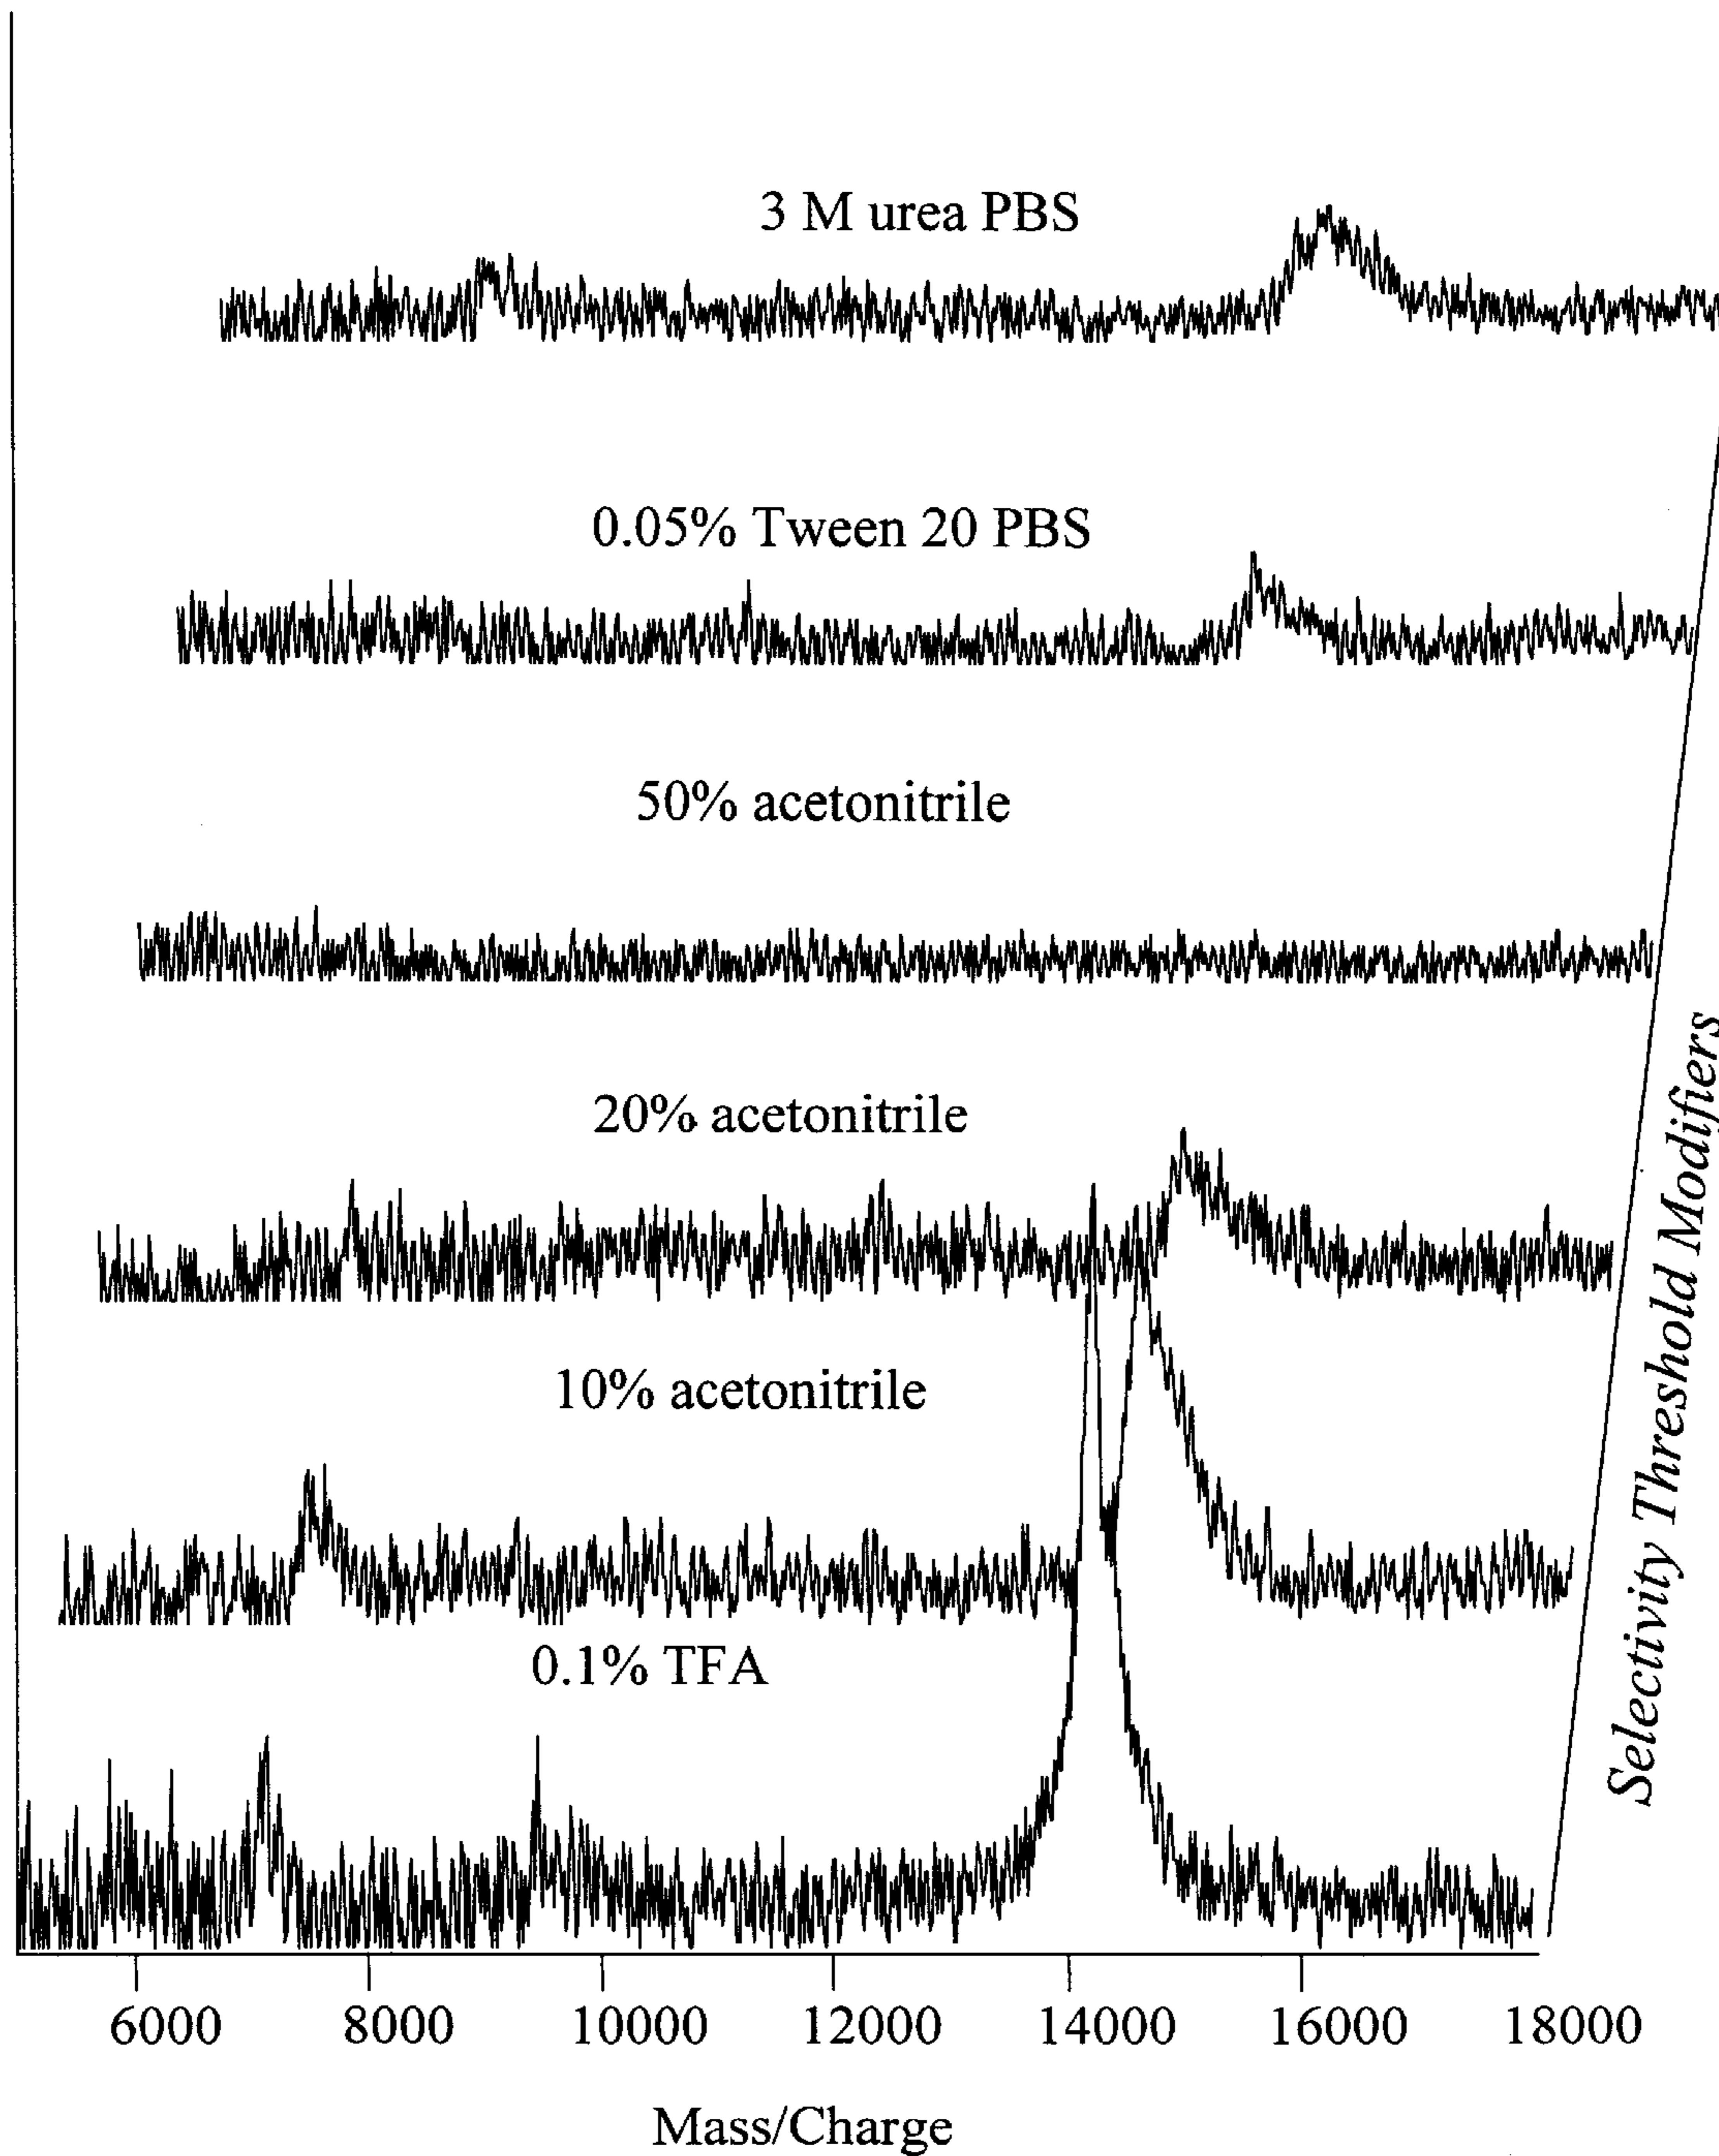 3 M urea PBS
0.05% Tween 20 PBS
50% acetonitrile
20% acetonitrile
10% acetonitrile
0.1% TFA
Selectivity Threshold Modifiers
6000 8000 10000 12000 14000 16000 18000
Mass/Charge